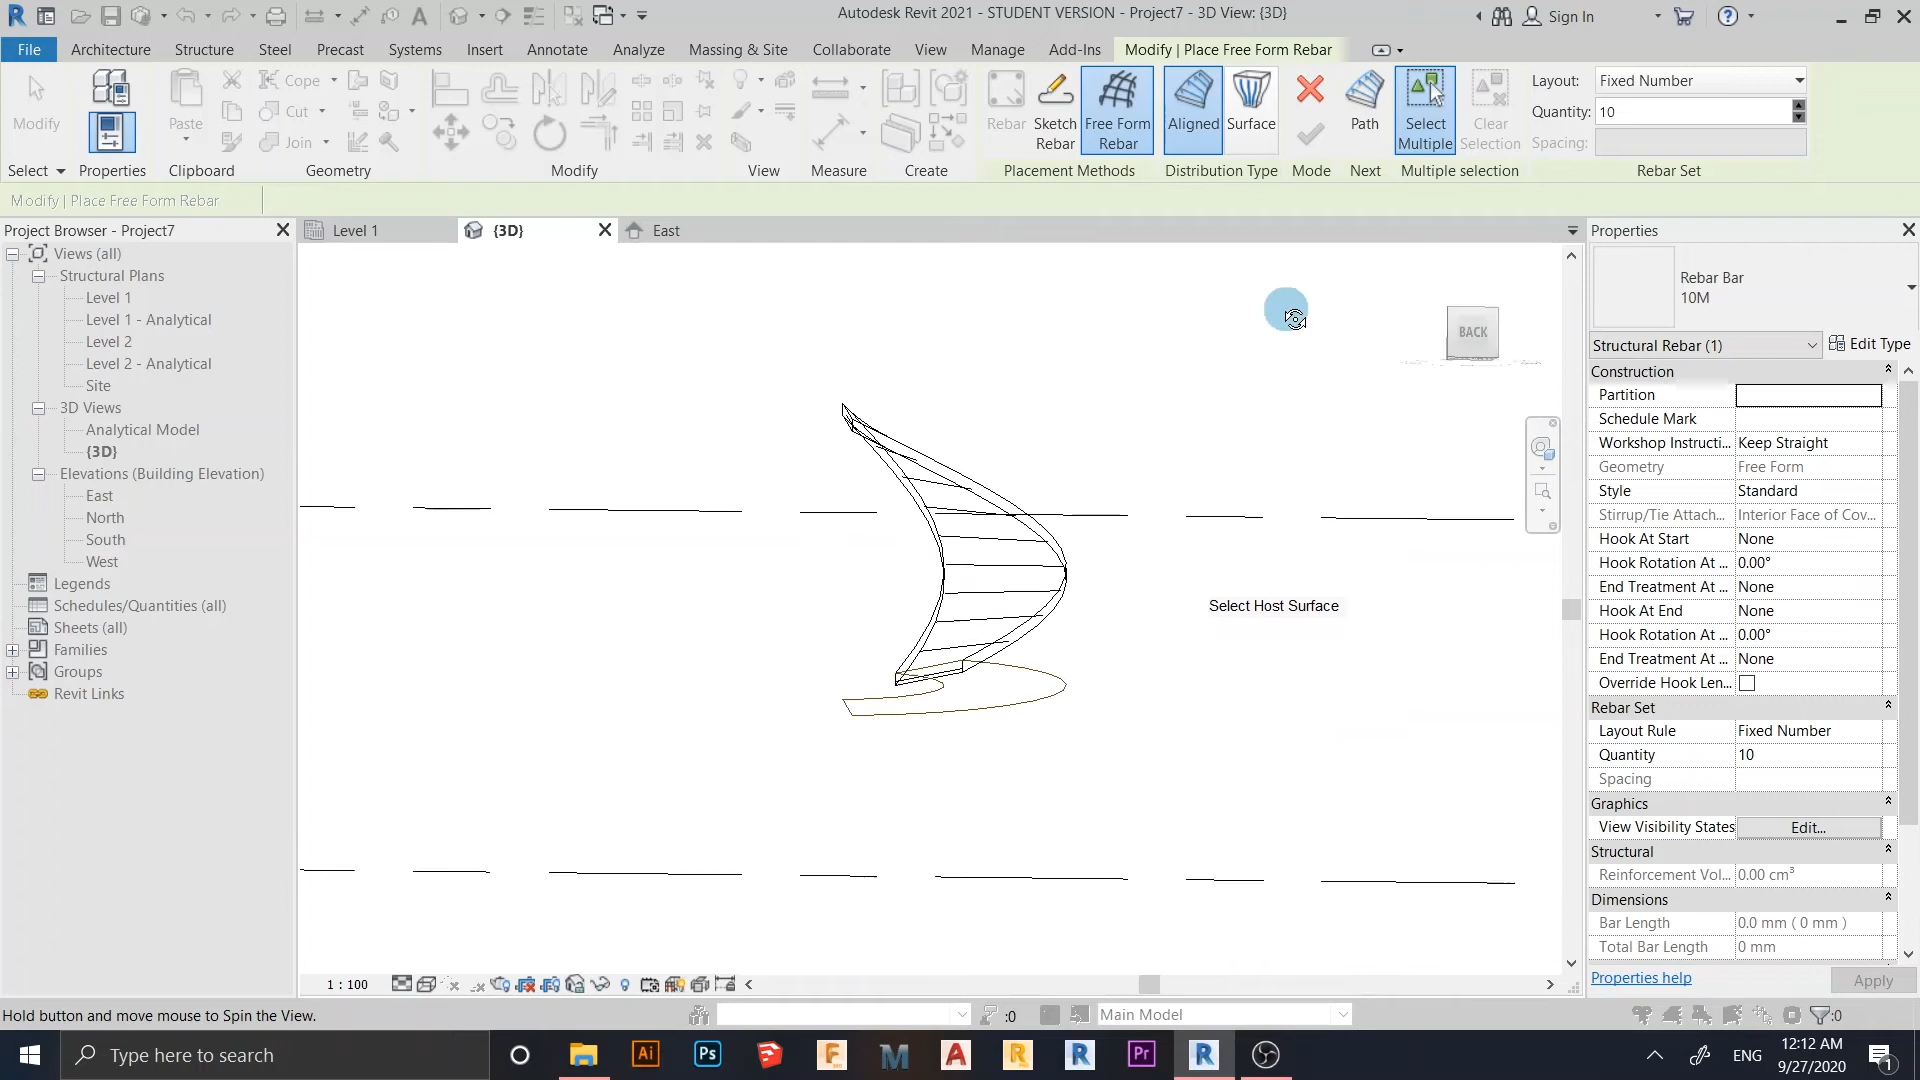 Autodesk Revit 2021 - STUDENT VERSION - Project7 - 3D View: {3D}
Sign In
File
Architecture
Structure
Steel
Precast
Systems
Insert
Annotate
Analyze
Massing & Site
Collaborate
View
Manage
Add-Ins
Modify | Place Free Form Rebar
Modify
Paste
Cope
Cut
Join
Rebar
Sketch
Rebar
Free Form
Rebar
Aligned
Surface
Path
Select
Multiple
Clear
Selection
Layout:
Fixed Number
Quantity:
10
Spacing:
Select
Properties
Clipboard
Geometry
Modify
View
Measure
Create
Placement Methods
Distribution Type
Mode
Next
Multiple selection
Rebar Set
Modify | Place Free Form Rebar
Project Browser - Project7
Views (all)
Structural Plans
Level 1
Level 1 - Analytical
Level 2
Level 2 - Analytical
Site
3D Views
Analytical Model
{3D}
Elevations (Building Elevation)
East
North
South
West
Legends
Schedules/Quantities (all)
Sheets (all)
Families
Groups
Revit Links
Level 1
{3D}
East
BACK
Select Host Surface
1 : 100
Properties
Rebar Bar
10M
Structural Rebar (1)
Edit Type
Construction
Partition
Schedule Mark
Workshop Instructi... Keep Straight
Geometry Free Form
Style Standard
Stirrup/Tie Attach... Interior Face of Cov...
Hook At Start None
Hook Rotation At ... 0.00°
End Treatment At ... None
Hook At End None
Hook Rotation At ... 0.00°
End Treatment At ... None
Override Hook Len...
Rebar Set
Layout Rule Fixed Number
Quantity 10
Spacing
Graphics
View Visibility States Edit...
Structural
Reinforcement Vol... 0.00 cm³
Dimensions
Bar Length 0.0 mm ( 0 mm )
Total Bar Length 0 mm
Properties help
Apply
Hold button and move mouse to Spin the View.
:0
Main Model
:0
Type here to search
Ai
Ps
F
M
A
R
R
Pr
R
ENG
12:12 AM
9/27/2020
1